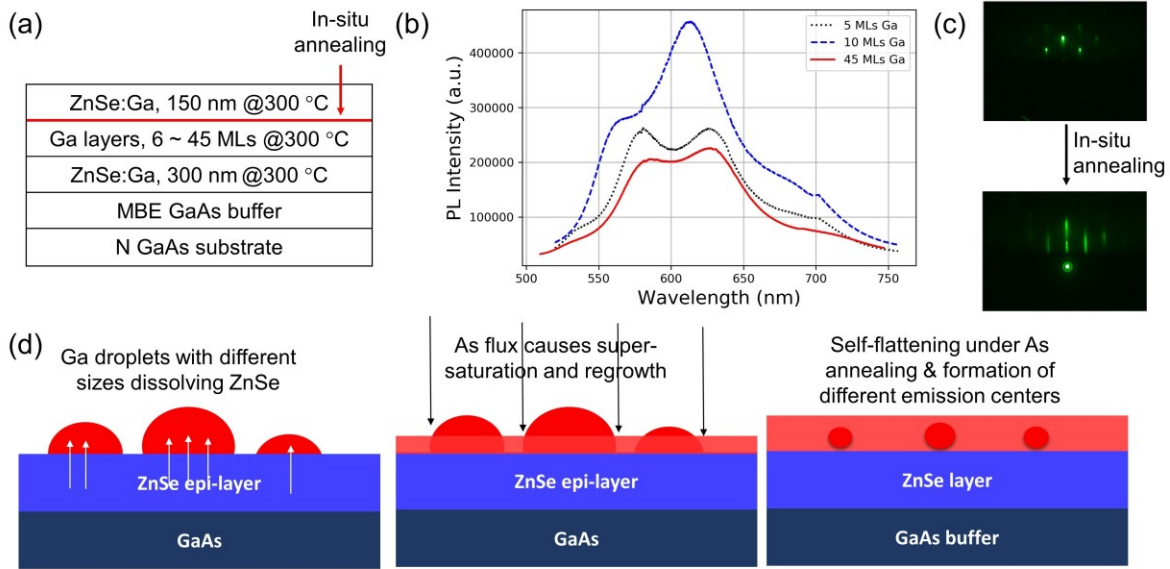 (a)
In-situ
annealing
ZnSe:Ga, 150 nm @300 °C
Ga layers, 6 ~ 45 MLs @300 °C
ZnSe:Ga, 300 nm @300 °C
MBE GaAs buffer
N GaAs substrate
(b)
PL Intensity (a.u.)
400000
300000
200000
100000
5 MLs Ga
10 MLs Ga
45 MLs Ga
500 550 600 650 700 750
Wavelength (nm)
(c)
In-situ
annealing
(d)
Ga droplets with different
sizes dissolving ZnSe
ZnSe epi-layer
GaAs
As flux causes super-
saturation and regrowth
ZnSe epi-layer
GaAs
Self-flattening under As
annealing & formation of
different emission centers
ZnSe layer
GaAs buffer